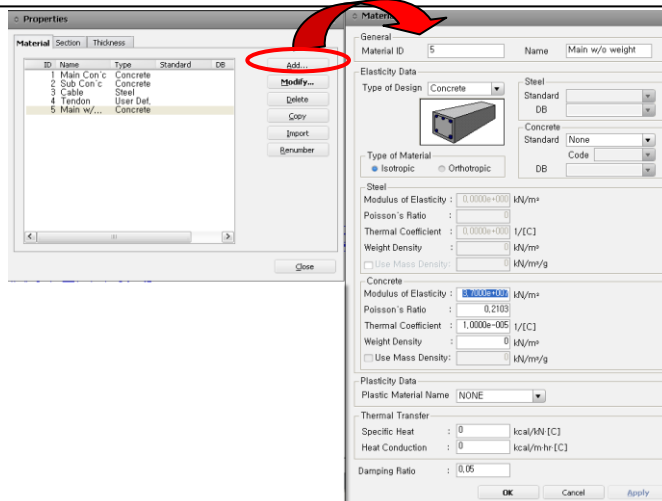 Properties
Material Section Thickness
ID Name Type Standard DB
1 Main Con'c Concrete
2 Sub Con'c Concrete
3 Cable Steel
4 Tendon User Def,
5 Main w/... Concrete
Add...
Modify...
Delete
Copy
Import
Renumber
Close
General
Material ID 5 Name Main w/o weight
Elasticity Data
Type of Design Concrete
Steel
Standard
DB
Concrete
Standard None
Code
DB
Type of Material
Isotropic Orthotropic
Steel
Modulus of Elasticity : 0,0000e+000 kN/m²
Poisson's Ratio : 0
Thermal Coefficient : 0,0000e+000 1/[C]
Weight Density : 0 kN/m³
Use Mass Density: 0 kN/m³/g
Concrete
Modulus of Elasticity : 3,7000e+007 kN/m²
Poisson's Ratio : 0,2103
Thermal Coefficient : 1,0000e-005 1/[C]
Weight Density : 0 kN/m³
Use Mass Density: 0 kN/m³/g
Plasticity Data
Plastic Material Name NONE
Thermal Transfer
Specific Heat : 0 kcal/kN·[C]
Heat Conduction : 0 kcal/m·hr·[C]
Damping Ratio : 0,05
OK Cancel Apply